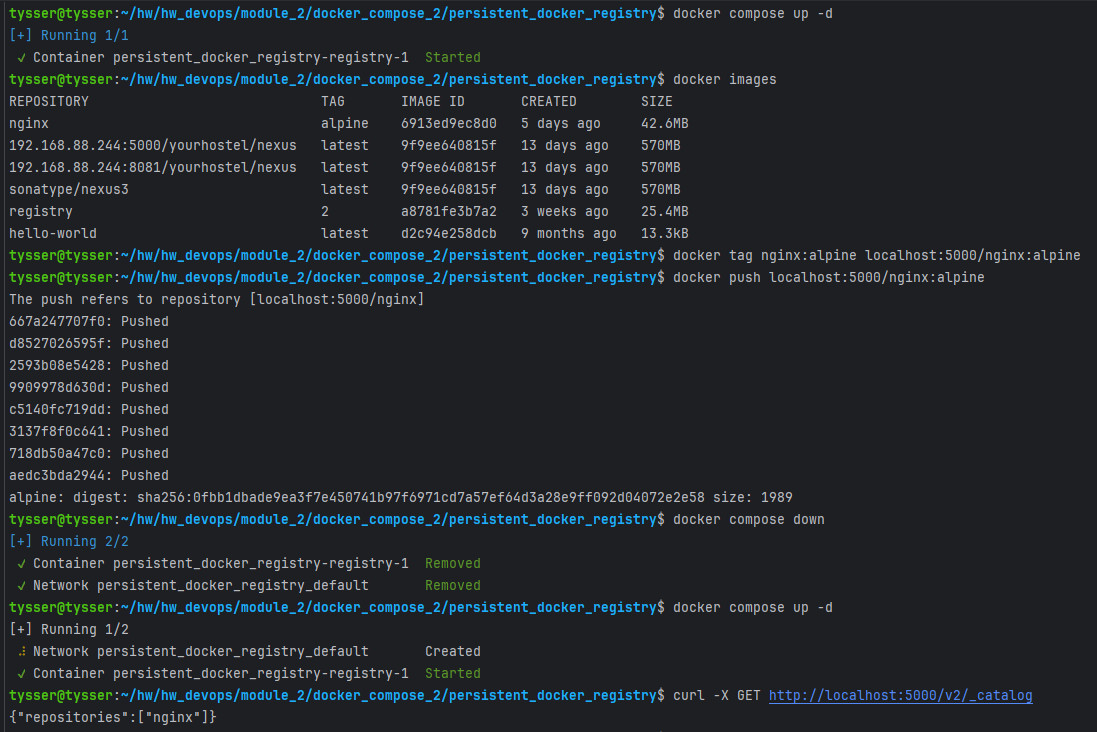 tysser@tysser:~/hw/hw_devops/module_2/docker_compose_2/persistent_docker_registry$ docker compose up -d
[+] Running 1/1
✓ Container persistent_docker_registry-registry-1  Started
tysser@tysser:~/hw/hw_devops/module_2/docker_compose_2/persistent_docker_registry$ docker images
REPOSITORY                             TAG       IMAGE ID       CREATED        SIZE
nginx                                  alpine    6913ed9ec8d0   5 days ago     42.6MB
192.168.88.244:5000/yourhostel/nexus   latest    9f9ee640815f   13 days ago    570MB
192.168.88.244:8081/yourhostel/nexus   latest    9f9ee640815f   13 days ago    570MB
sonatype/nexus3                        latest    9f9ee640815f   13 days ago    570MB
registry                               2         a8781fe3b7a2   3 weeks ago    25.4MB
hello-world                            latest    d2c94e258dcb   9 months ago   13.3kB
tysser@tysser:~/hw/hw_devops/module_2/docker_compose_2/persistent_docker_registry$ docker tag nginx:alpine localhost:5000/nginx:alpine
tysser@tysser:~/hw/hw_devops/module_2/docker_compose_2/persistent_docker_registry$ docker push localhost:5000/nginx:alpine
The push refers to repository [localhost:5000/nginx]
667a247707f0: Pushed
d8527026595f: Pushed
2593b08e5428: Pushed
9909978d630d: Pushed
c5140fc719dd: Pushed
3137f8f0c641: Pushed
718db50a47c0: Pushed
aedc3bda2944: Pushed
alpine: digest: sha256:0fbb1dbade9ea3f7e450741b97f6971cd7a57ef64d3a28e9ff092d04072e2e58 size: 1989
tysser@tysser:~/hw/hw_devops/module_2/docker_compose_2/persistent_docker_registry$ docker compose down
[+] Running 2/2
✓ Container persistent_docker_registry-registry-1  Removed
✓ Network persistent_docker_registry_default       Removed
tysser@tysser:~/hw/hw_devops/module_2/docker_compose_2/persistent_docker_registry$ docker compose up -d
[+] Running 1/2
⠼ Network persistent_docker_registry_default       Created
✓ Container persistent_docker_registry-registry-1  Started
tysser@tysser:~/hw/hw_devops/module_2/docker_compose_2/persistent_docker_registry$ curl -X GET http://localhost:5000/v2/_catalog
{"repositories":["nginx"]}